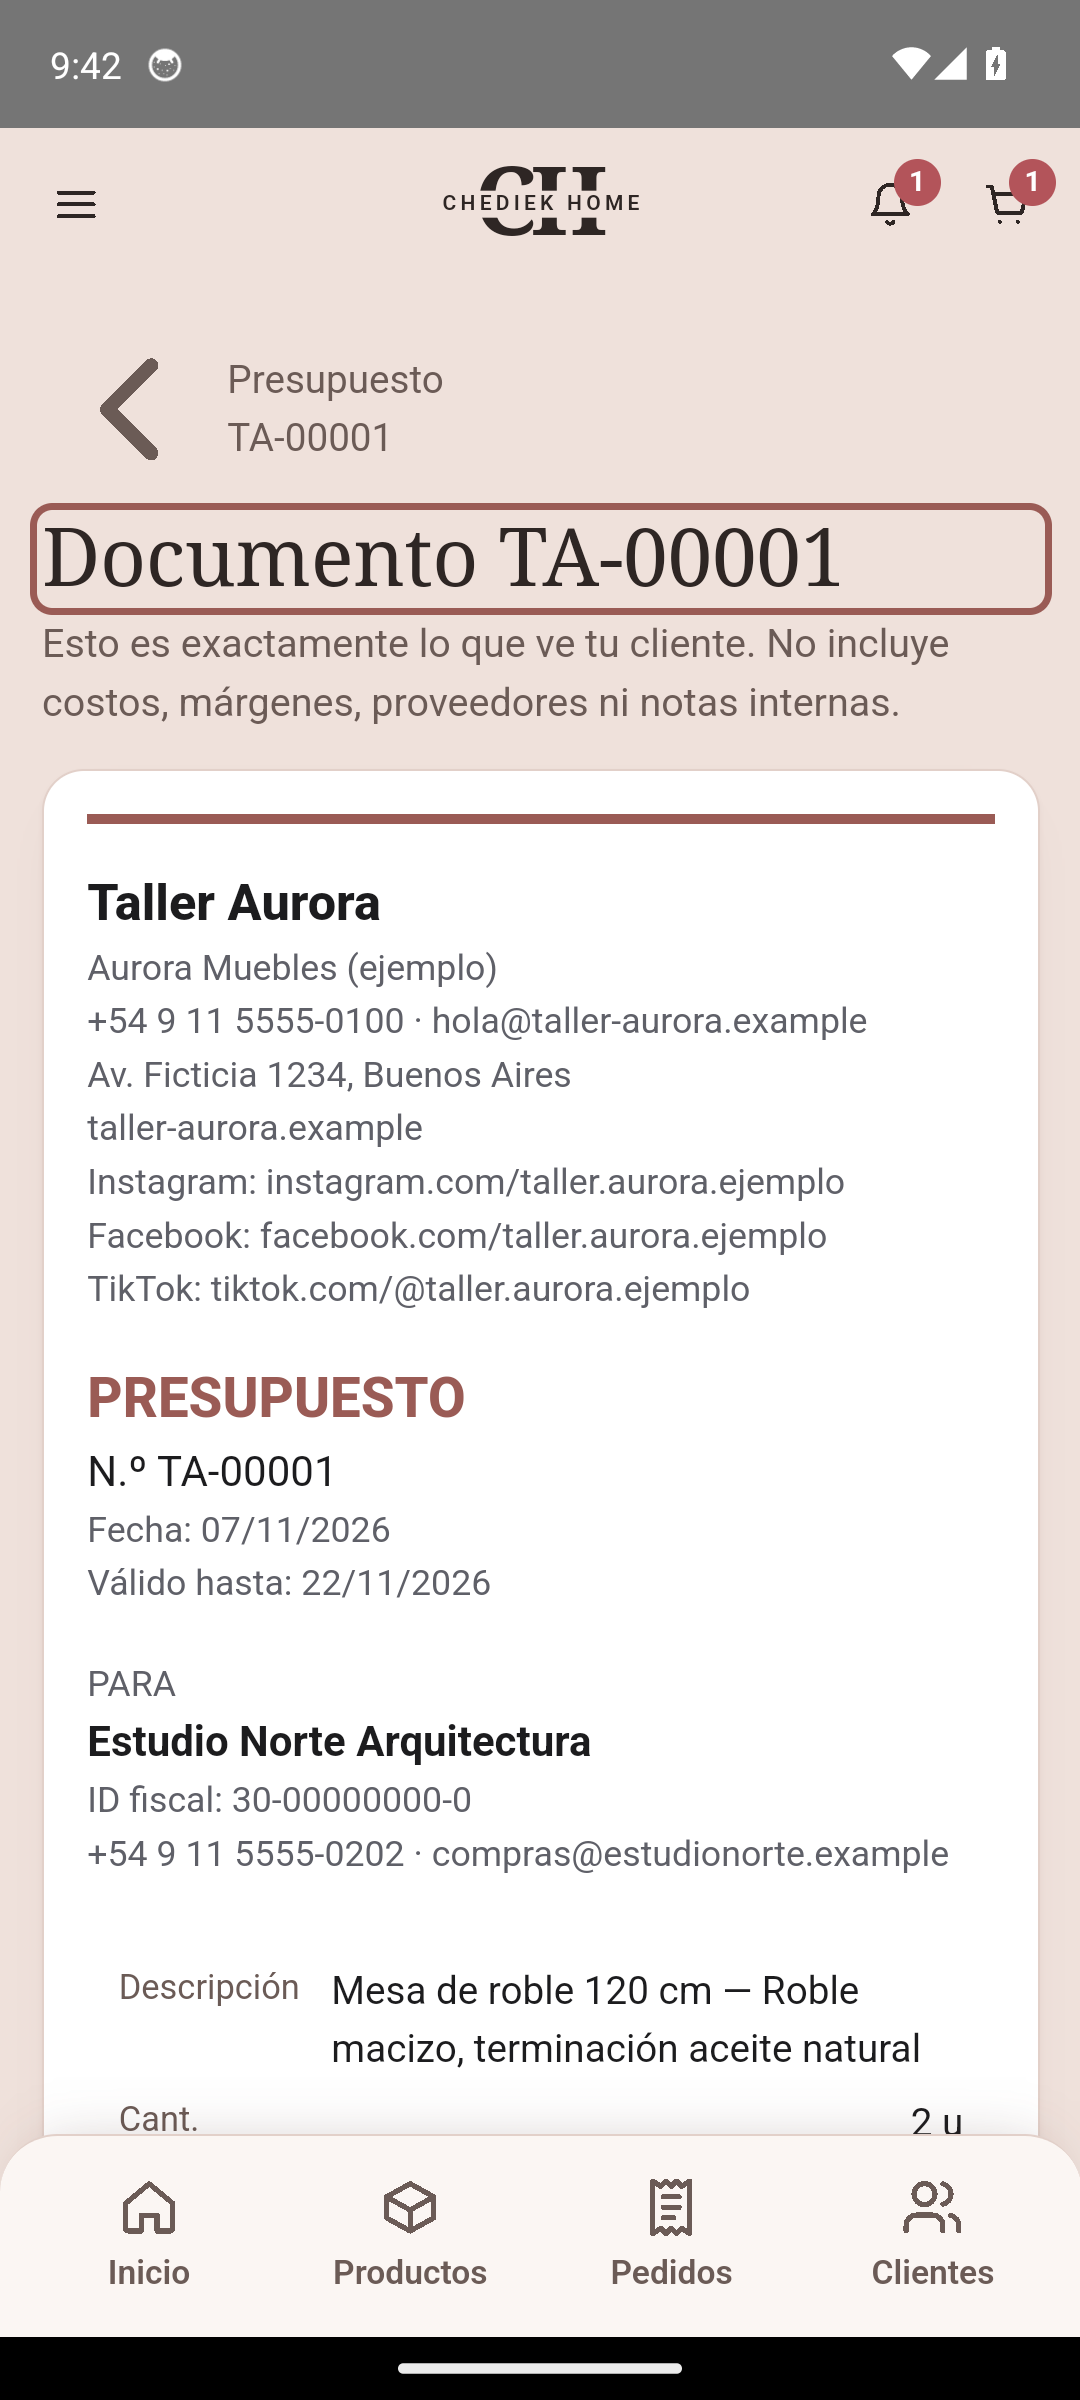 9:42
CHEDIEK HOME
CH
1
1
Presupuesto
TA-00001
Documento TA-00001
Esto es exactamente lo que ve tu cliente. No incluye
costos, márgenes, proveedores ni notas internas.
Taller Aurora
Aurora Muebles (ejemplo)
+54 9 11 5555-0100 · hola@taller-aurora.example
Av. Ficticia 1234, Buenos Aires
taller-aurora.example
Instagram: instagram.com/taller.aurora.ejemplo
Facebook: facebook.com/taller.aurora.ejemplo
TikTok: tiktok.com/@taller.aurora.ejemplo
PRESUPUESTO
N.º TA-00001
Fecha: 07/11/2026
Válido hasta: 22/11/2026
PARA
Estudio Norte Arquitectura
ID fiscal: 30-00000000-0
+54 9 11 5555-0202 · compras@estudionorte.example
Descripción Mesa de roble 120 cm — Roble
macizo, terminación aceite natural
Cant. 2 u
Inicio Productos Pedidos Clientes